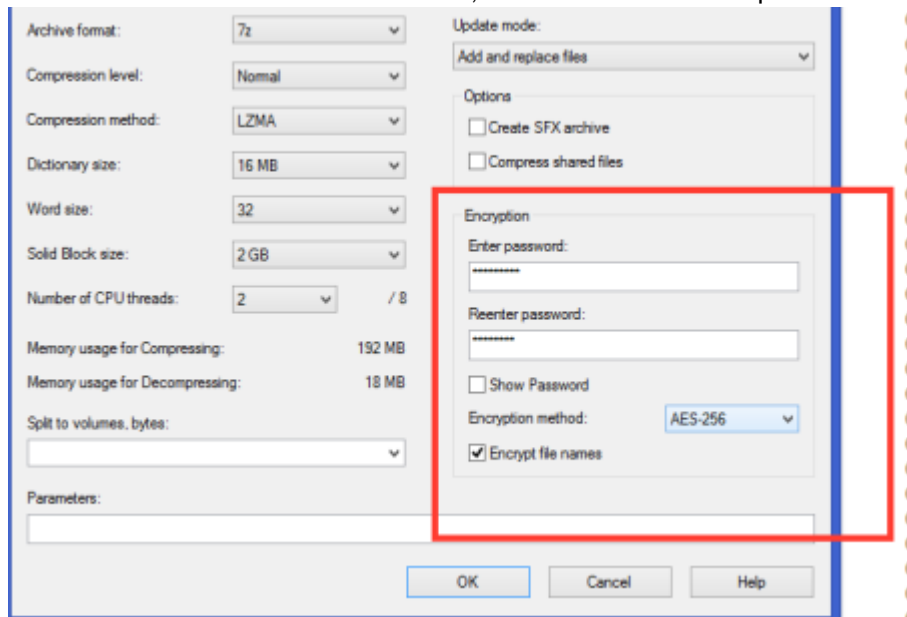 Archive format:
7z
Compression level:
Normal
Compression method:
LZMA
Dictionary size:
16 MB
Word size:
32
Solid Block size:
2 GB
Number of CPU threads:
2
/ 8
Memory usage for Compressing:
192 MB
Memory usage for Decompressing:
18 MB
Split to volumes, bytes:
Parameters:
Update mode:
Add and replace files
Options
Create SFX archive
Compress shared files
Encryption
Enter password:
*********
Reenter password:
********
Show Password
Encryption method:
AES-256
Encrypt file names
OK
Cancel
Help